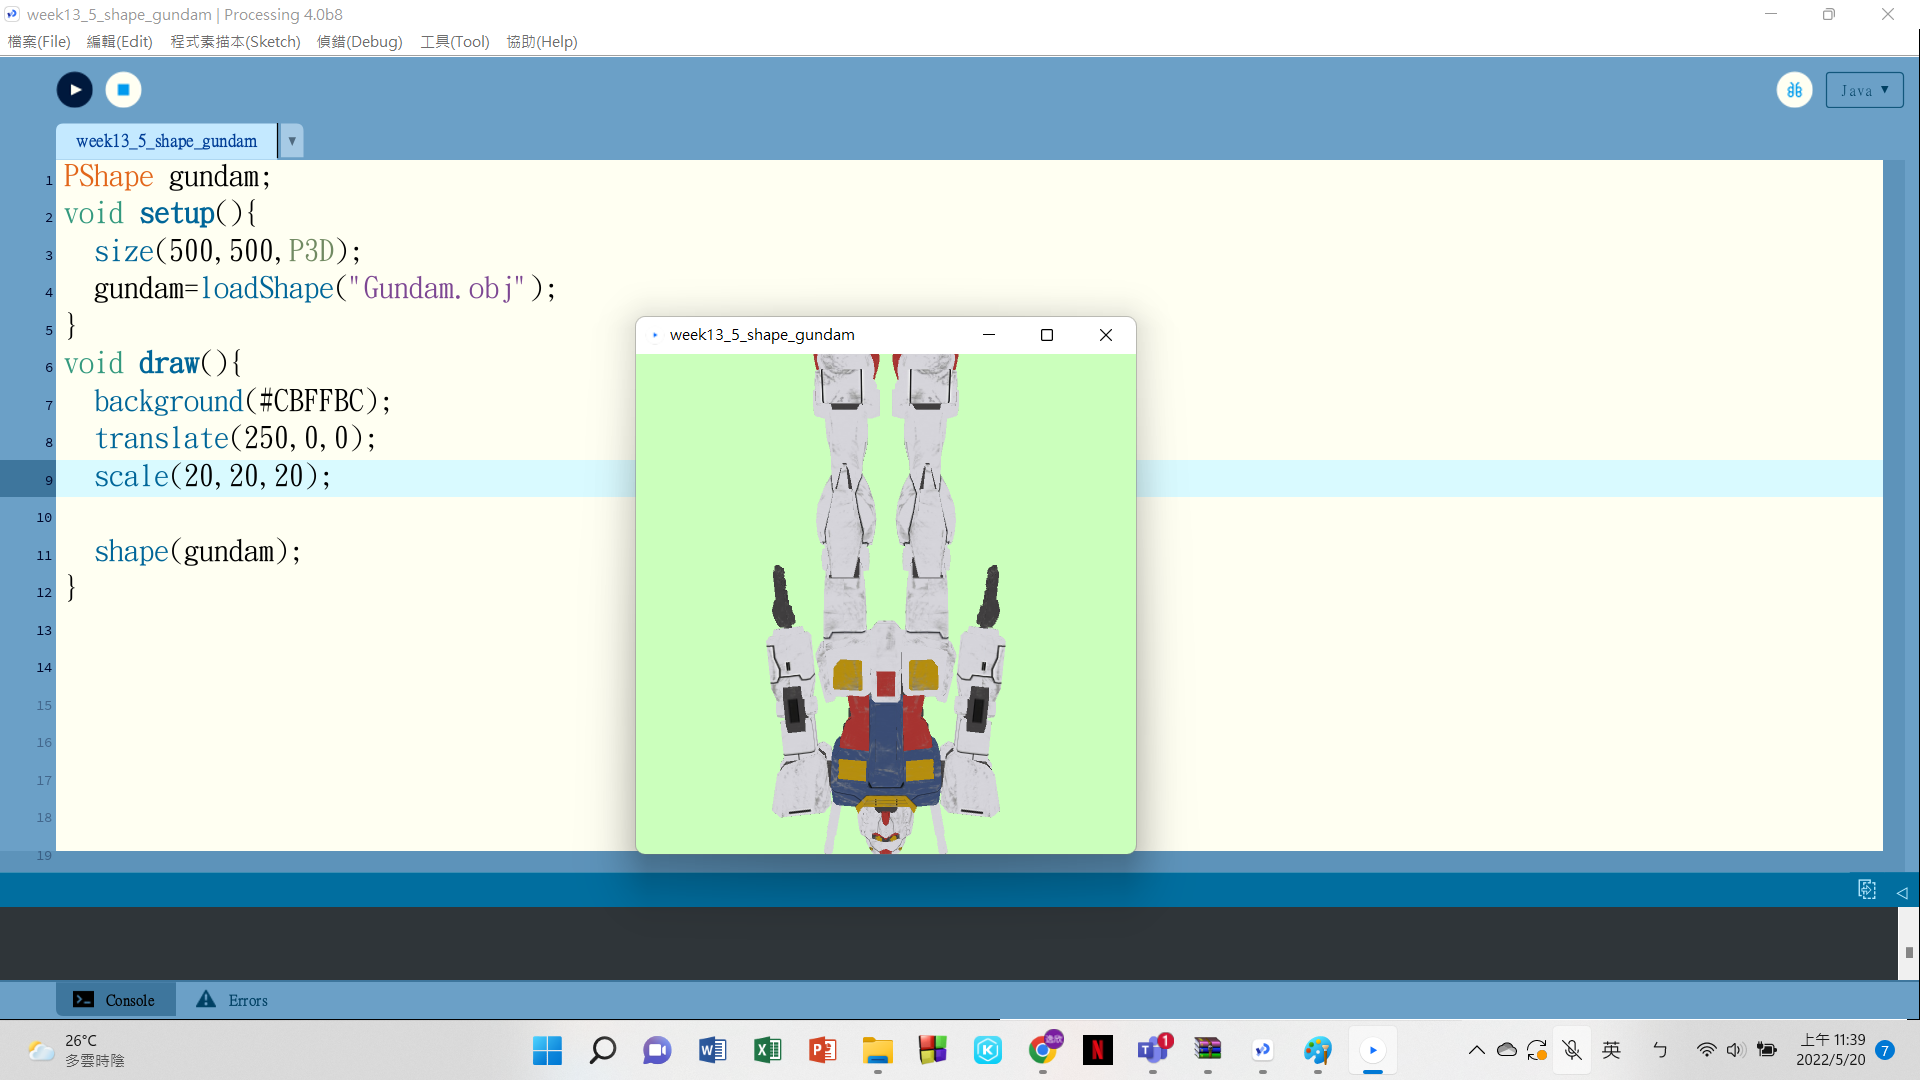 week13_5_shape_gundam | Processing 4.0b8
檔案(File) 編輯(Edit) 程式素描本(Sketch) 偵錯(Debug) 工具(Tool) 協助(Help)
Java ▼
week13_5_shape_gundam ▼
1 PShape gundam;
2 void setup(){
3 size(500,500,P3D);
4 gundam=loadShape("Gundam.obj");
5 }
6 void draw(){
7 background(#CBFFBC);
8 translate(250,0,0);
9 scale(20,20,20);
10
11 shape(gundam);
12 }
13
14
15
16
17
18
19
week13_5_shape_gundam
Console Errors
26°C
多雲時陰
逸欣
1
英 ㄅ
上午 11:39
2022/5/20
7